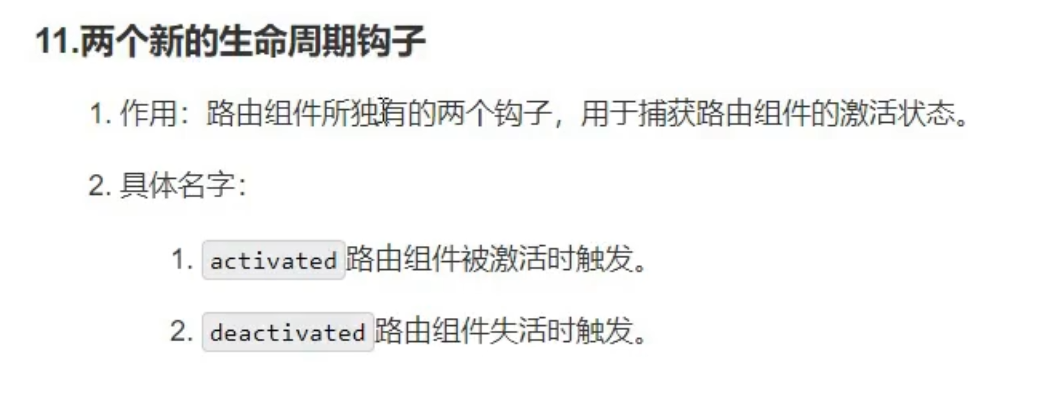 11.两个新的生命周期钩子
1. 作用：路由组件所独有的两个钩子，用于捕获路由组件的激活状态。
2. 具体名字：
1. activated路由组件被激活时触发。
2. deactivated路由组件失活时触发。